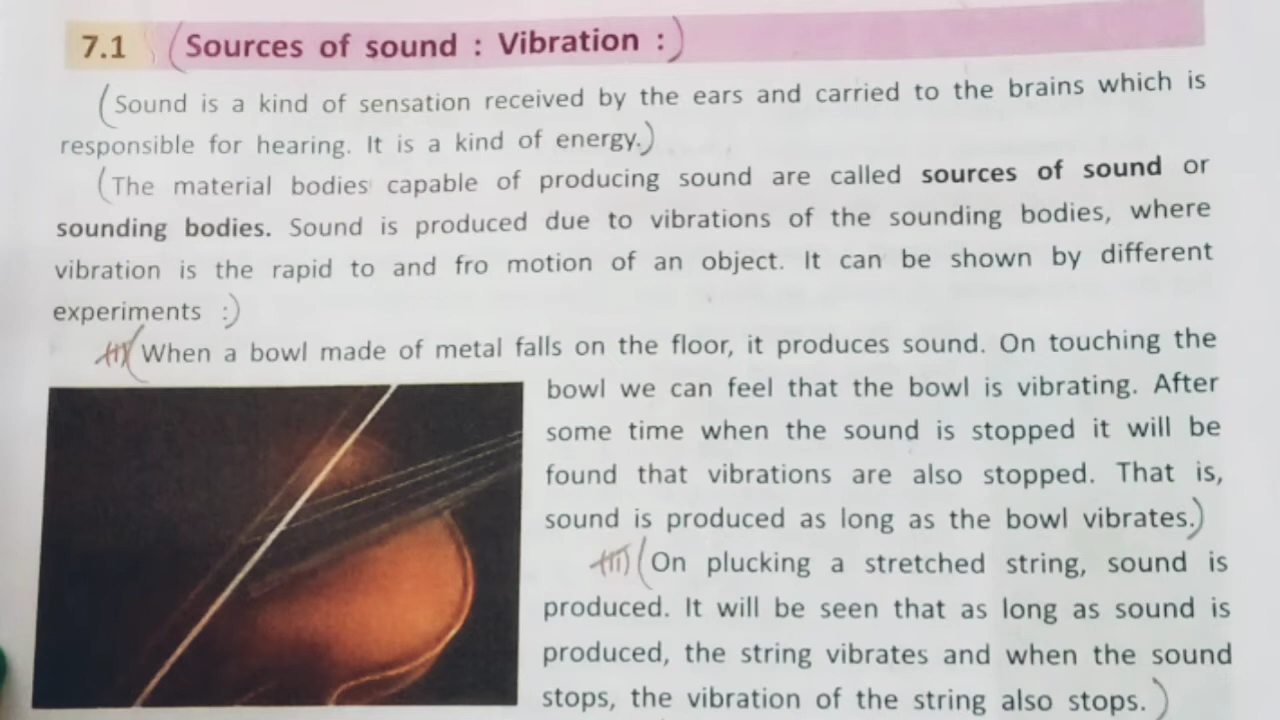 7.1 (Sources of sound : Vibration :)
(Sound is a kind of sensation received by the ears and carried to the brains which is
responsible for hearing. It is a kind of energy.)
(The material bodies capable of producing sound are called sources of sound or
sounding bodies. Sound is produced due to vibrations of the sounding bodies, where
vibration is the rapid to and fro motion of an object. It can be shown by different
experiments :)
(When a bowl made of metal falls on the floor, it produces sound. On touching the
bowl we can feel that the bowl is vibrating. After
some time when the sound is stopped it will be
found that vibrations are also stopped. That is,
sound is produced as long as the bowl vibrates.)
(On plucking a stretched string, sound is
produced. It will be seen that as long as sound is
produced, the string vibrates and when the sound
stops, the vibration of the string also stops.)